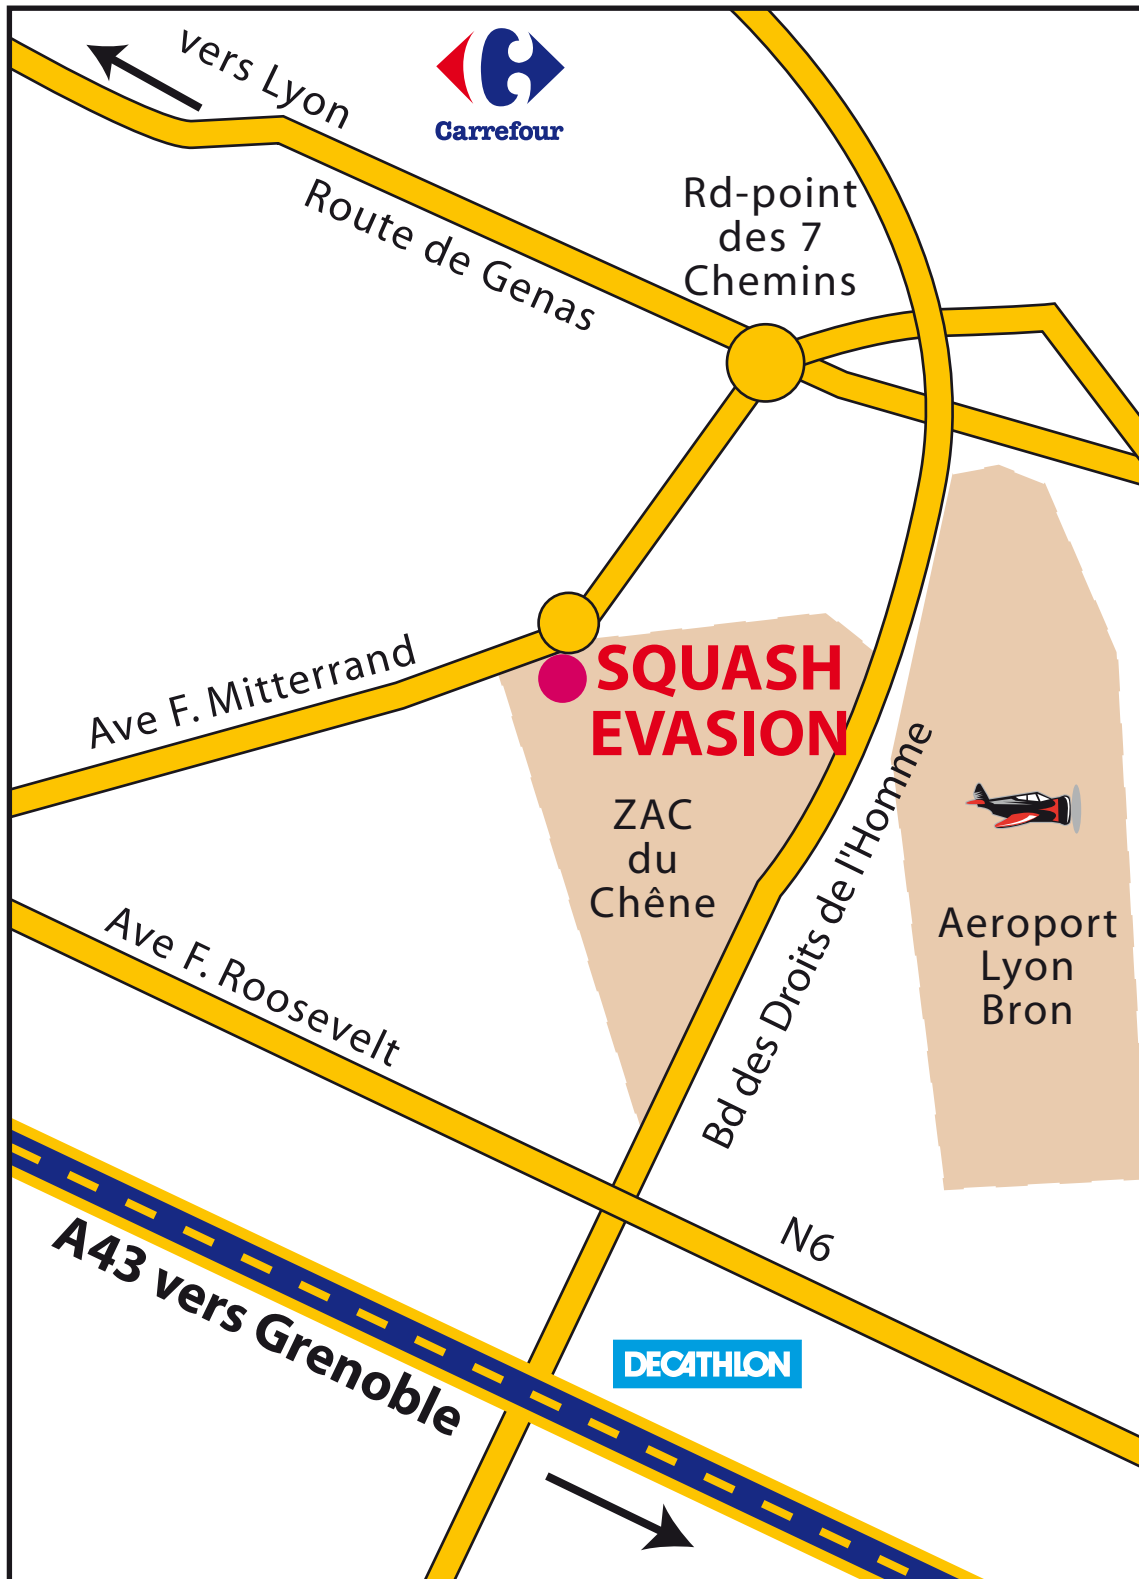 vers Lyon
Carrefour
Route de Genas
Rd-point
des 7
Chemins
Ave F. Mitterrand
SQUASH
EVASION
ZAC
du
Chêne
Bd des Droits de l'Homme
Aeroport
Lyon
Bron
Ave F. Roosevelt
N6
A43 vers Grenoble
DECATHLON